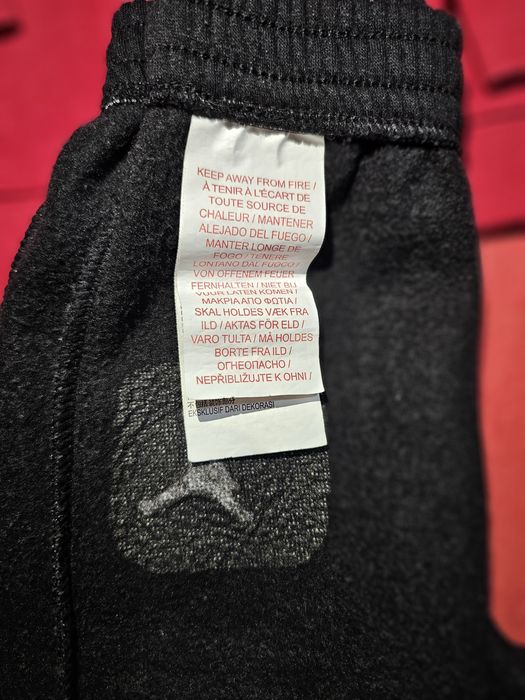 KEEP AWAY FROM FIRE /
À TENIR À L'ÉCART DE
TOUTE SOURCE DE
CHALEUR / MANTENER
ALEJADO DEL FUEGO /
MANTER LONGE DE
FOGO / TENERE
LONTANO DAL FUOCO /
VON OFFENEM FEUER
FERNHALTEN / NIET BIJ
VUUR LATEN KOMEN /
ΜΑΚΡΙΑ ΑΠΟ ΦΩΤΙΑ /
SKAL HOLDES VÆK FRA
ILD / AKTAS FÖR ELD /
VARO TULTA / MÅ HOLDES
BORTE FRA ILD /
ОГНЕОПАСНО /
NEPŘIBLIŽUJTE K OHNI /
EKSKLUSIF DARI DEKORASI